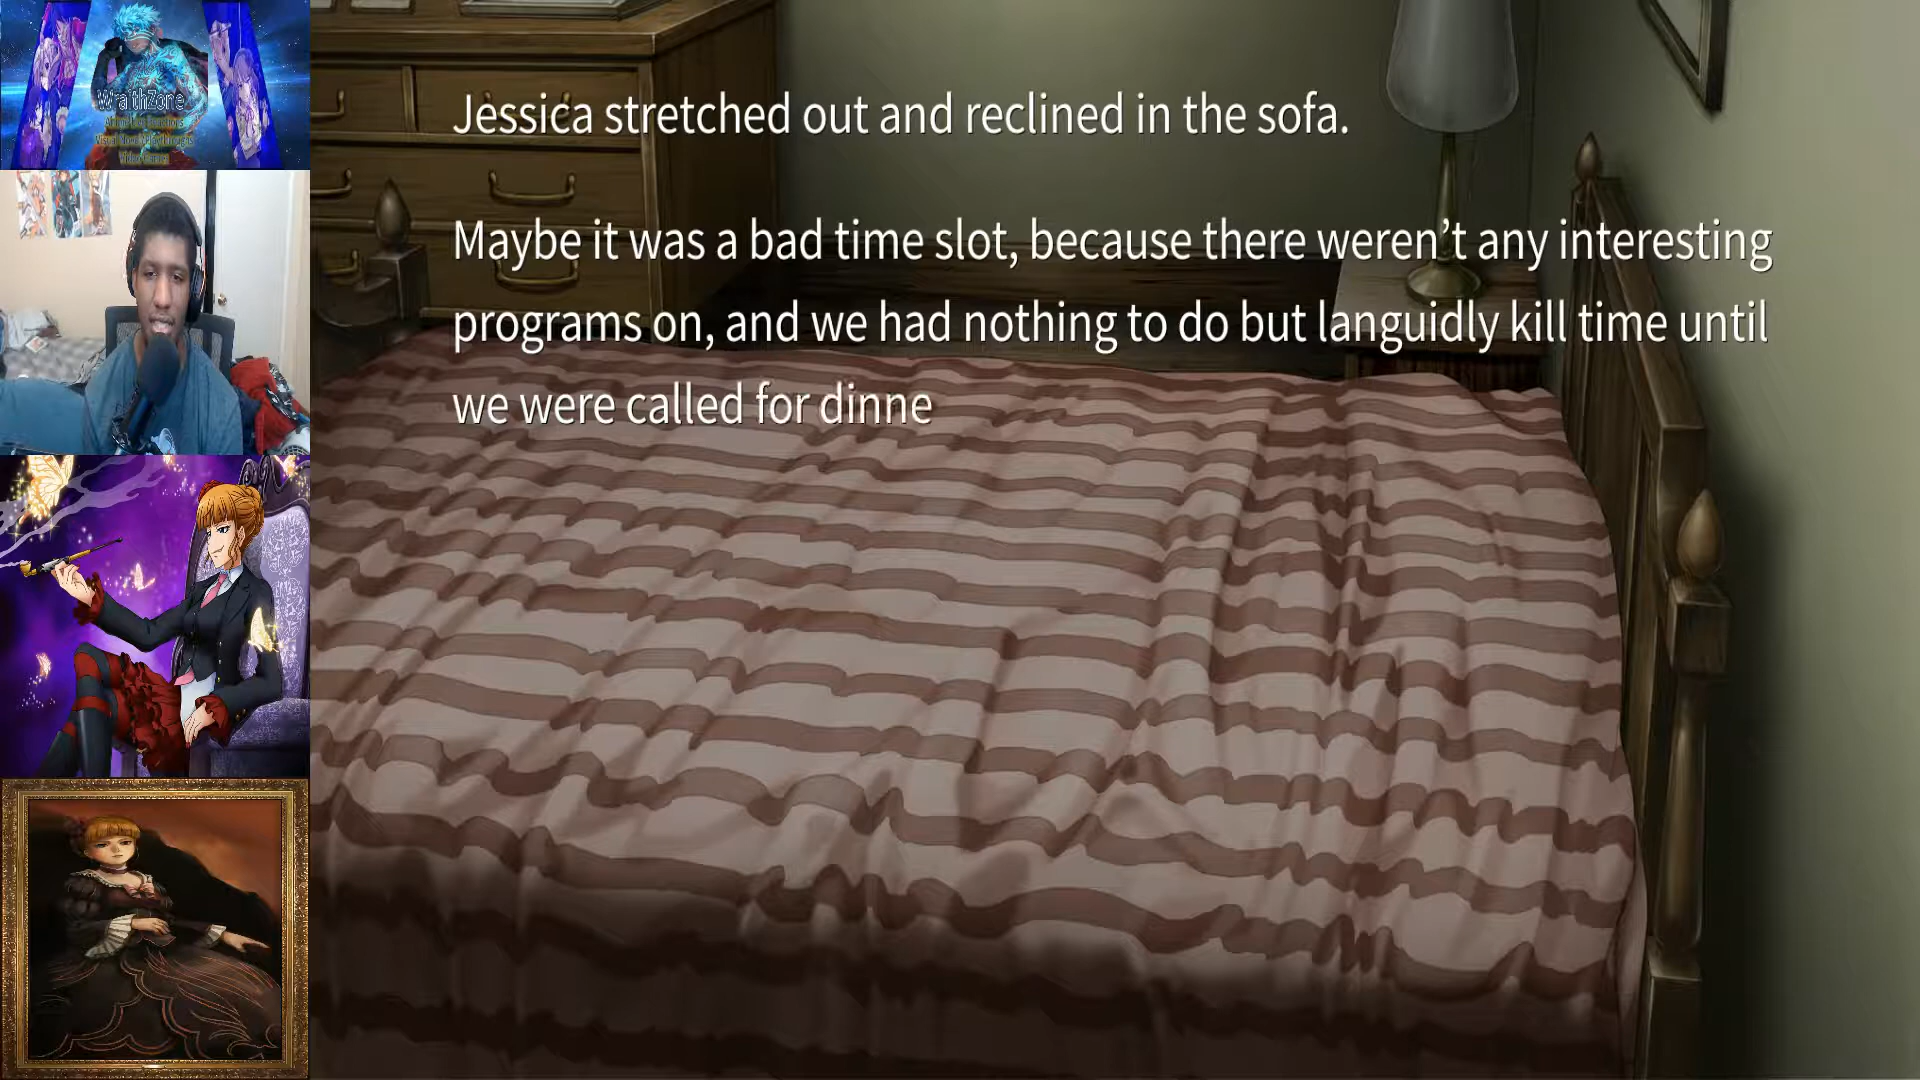 WraithZone
Jessica stretched out and reclined in the sofa.
Maybe it was a bad time slot, because there weren’t any interesting
programs on, and we had nothing to do but languidly kill time until
we were called for dinne